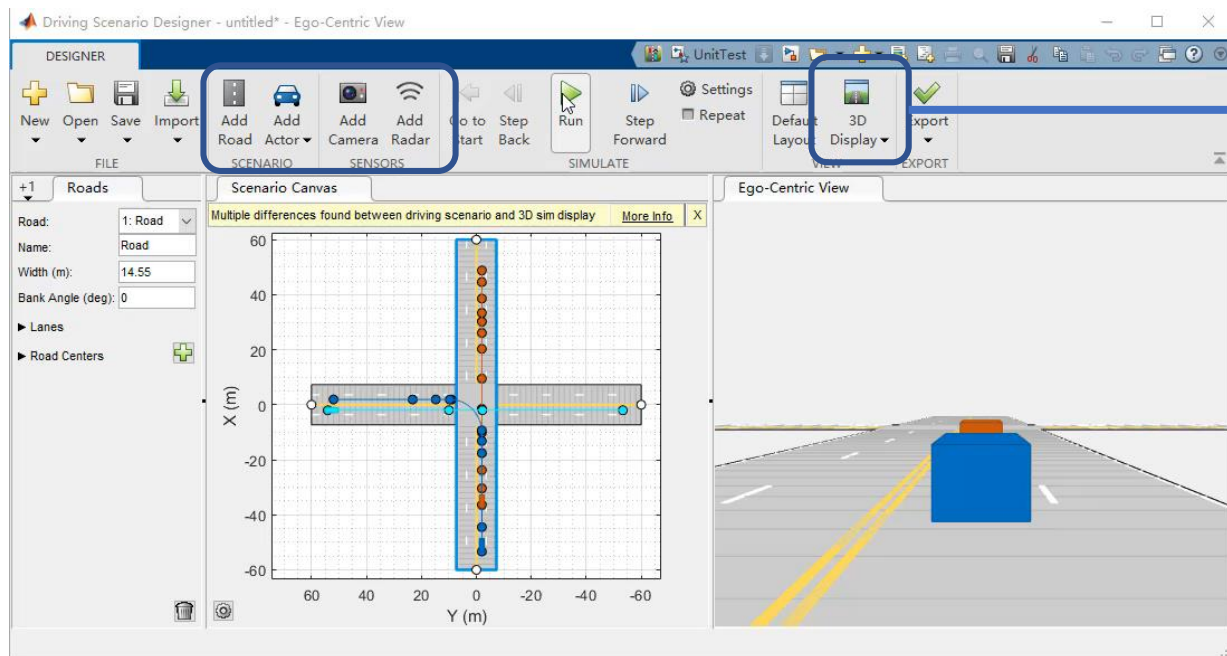 Driving Scenario Designer - untitled* - Ego-Centric View
DESIGNER
UnitTest
New Open Save Import
Add Road
Add Actor
Add Camera
Add Radar
Go to Start
Step Back
Run
Step Forward
Settings
Repeat
Default Layout
3D Display
Export
FILE SCENARIO SENSORS SIMULATE VIEW EXPORT
+1 Roads
Road: 1: Road
Name: Road
Width (m): 14.55
Bank Angle (deg): 0
Lanes
Road Centers
Scenario Canvas
Multiple differences found between driving scenario and 3D sim display More Info X
60
40
20
0
-20
-40
-60
X (m)
60 40 20 0 -20 -40 -60
Y (m)
Ego-Centric View